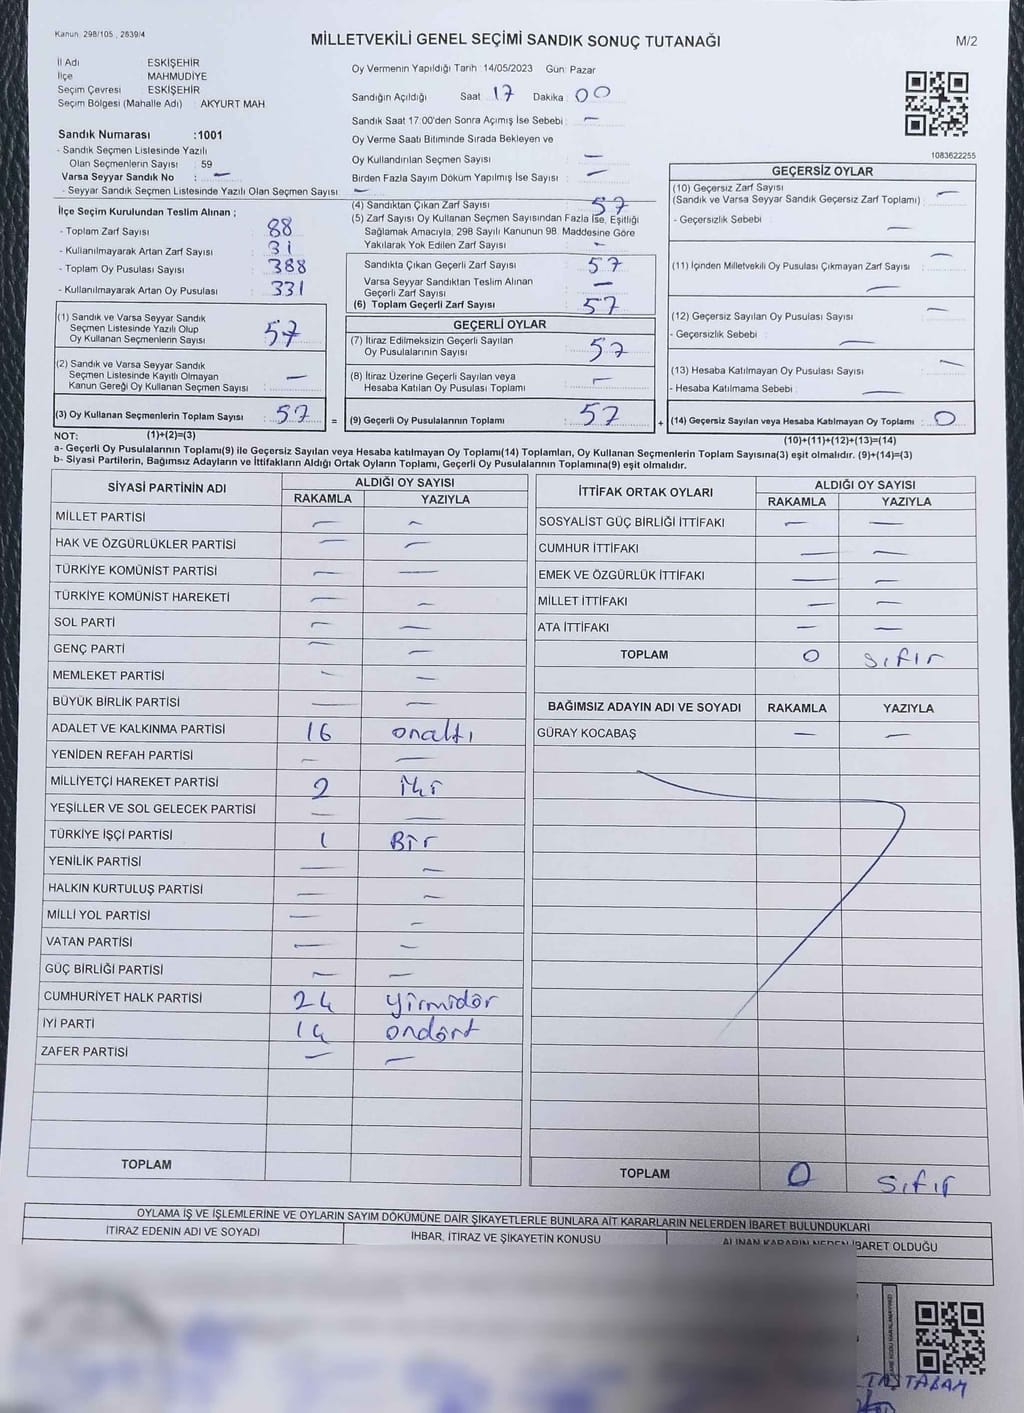 Kanun: 298/105, 2839/4
MİLLETVEKİLİ GENEL SEÇİMİ SANDIK SONUÇ TUTANAĞI
M/2
İl Adı : ESKİŞEHİR
İlçe : MAHMUDİYE
Seçim Çevresi : ESKİŞEHİR
Seçim Bölgesi (Mahalle Adı) : AKYURT MAH
Sandık Numarası :1001
- Sandık Seçmen Listesinde Yazılı
Olan Seçmenlerin Sayısı : 59
Varsa Seyyar Sandık No : —
- Seyyar Sandık Seçmen Listesinde Yazılı Olan Seçmen Sayısı: —
Oy Vermenin Yapıldığı Tarih: 14/05/2023 Gün: Pazar
Sandığın Açıldığı Saat: 17 Dakika: 00
Sandık Saat 17:00'den Sonra Açımış İse Sebebi: —
Oy Verme Saati Bitiminde Sırada Bekleyen ve
Oy Kullandırılan Seçmen Sayısı : —
Birden Fazla Sayım Döküm Yapılmış İse Sayısı : —
1083622255
İlçe Seçim Kurulundan Teslim Alınan ;
- Toplam Zarf Sayısı : 88
- Kullanılmayarak Artan Zarf Sayısı : 31
- Toplam Oy Pusulası Sayısı : 388
- Kullanılmayarak Artan Oy Pusulası : 331
(1) Sandık ve Varsa Seyyar Sandık
Seçmen Listesinde Yazılı Olup
Oy Kullanan Seçmenlerin Sayısı : 57
(2) Sandık ve Varsa Seyyar Sandık
Seçmen Listesinde Kayıtlı Olmayan
Kanun Gereği Oy Kullanan Seçmen Sayısı : —
(3) Oy Kullanan Seçmenlerin Toplam Sayısı : 57
(4) Sandıktan Çıkan Zarf Sayısı : 57
(5) Zarf Sayısı Oy Kullanan Seçmen Sayısından Fazla İse, Eşitliği
Sağlamak Amacıyla, 298 Sayılı Kanunun 98. Maddesine Göre
Yakılarak Yok Edilen Zarf Sayısı : —
Sandıkta Çıkan Geçerli Zarf Sayısı : 57
Varsa Seyyar Sandıktan Teslim Alınan
Geçerli Zarf Sayısı : —
(6) Toplam Geçerli Zarf Sayısı : 57
GEÇERLİ OYLAR
(7) İtiraz Edilmeksizin Geçerli Sayılan
Oy Pusulalarının Sayısı : 57
(8) İtiraz Üzerine Geçerli Sayılan veya
Hesaba Katılan Oy Pusulası Toplamı : —
= (9) Geçerli Oy Pusulalarının Toplamı : 57
GEÇERSİZ OYLAR
(10) Geçersiz Zarf Sayısı
(Sandık ve Varsa Seyyar Sandık Geçersiz Zarf Toplamı) : —
- Geçersizlik Sebebi : —
(11) İçinden Milletvekili Oy Pusulası Çıkmayan Zarf Sayısı : —
—
(12) Geçersiz Sayılan Oy Pusulası Sayısı : —
- Geçersizlik Sebebi : —
(13) Hesaba Katılmayan Oy Pusulası Sayısı : —
- Hesaba Katılmama Sebebi : —
+ (14) Geçersiz Sayılan veya Hesaba Katılmayan Oy Toplamı : 0
NOT: (1)+(2)=(3)
(10)+(11)+(12)+(13)=(14)
a- Geçerli Oy Pusulalarının Toplamı(9) ile Geçersiz Sayılan veya Hesaba katılmayan Oy Toplamı(14) Toplamları, Oy Kullanan Seçmenlerin Toplam Sayısına(3) eşit olmalıdır. (9)+(14)=(3)
b- Siyasi Partilerin, Bağımsız Adayların ve İttifakların Aldığı Ortak Oyların Toplamı, Geçerli Oy Pusulalarının Toplamına(9) eşit olmalıdır.
SİYASİ PARTİNİN ADI
ALDIĞI OY SAYISI
RAKAMLA YAZIYLA
MİLLET PARTİSİ — —
HAK VE ÖZGÜRLÜKLER PARTİSİ — —
TÜRKİYE KOMÜNİST PARTİSİ — —
TÜRKİYE KOMÜNİST HAREKETİ — —
SOL PARTİ — —
GENÇ PARTİ — —
MEMLEKET PARTİSİ — —
BÜYÜK BİRLİK PARTİSİ — —
ADALET VE KALKINMA PARTİSİ 16 onaltı
YENİDEN REFAH PARTİSİ — —
MİLLİYETÇİ HAREKET PARTİSİ 2 iki
YEŞİLLER VE SOL GELECEK PARTİSİ — —
TÜRKİYE İŞÇİ PARTİSİ 1 Bir
YENİLİK PARTİSİ — —
HALKIN KURTULUŞ PARTİSİ — —
MİLLİ YOL PARTİSİ — —
VATAN PARTİSİ — —
GÜÇ BİRLİĞİ PARTİSİ — —
CUMHURİYET HALK PARTİSİ 24 yirmidör
İYİ PARTİ 14 ondört
ZAFER PARTİSİ — —
TOPLAM
İTTİFAK ORTAK OYLARI
ALDIĞI OY SAYISI
RAKAMLA YAZIYLA
SOSYALİST GÜÇ BİRLİĞİ İTTİFAKI — —
CUMHUR İTTİFAKI — —
EMEK VE ÖZGÜRLÜK İTTİFAKI — —
MİLLET İTTİFAKI — —
ATA İTTİFAKI — —
TOPLAM 0 sıfır
BAĞIMSIZ ADAYIN ADI VE SOYADI RAKAMLA YAZIYLA
GÜRAY KOCABAŞ — —
TOPLAM 0 sıfır
OYLAMA İŞ VE İŞLEMLERİNE VE OYLARIN SAYIM DÖKÜMÜNE DAİR ŞİKAYETLERLE BUNLARA AİT KARARLARIN NELERDEN İBARET BULUNDUKLARI
İTİRAZ EDENİN ADI VE SOYADI
İHBAR, İTİRAZ VE ŞİKAYETİN KONUSU
ALINAN KARARIN NEDEN İBARET OLDUĞU